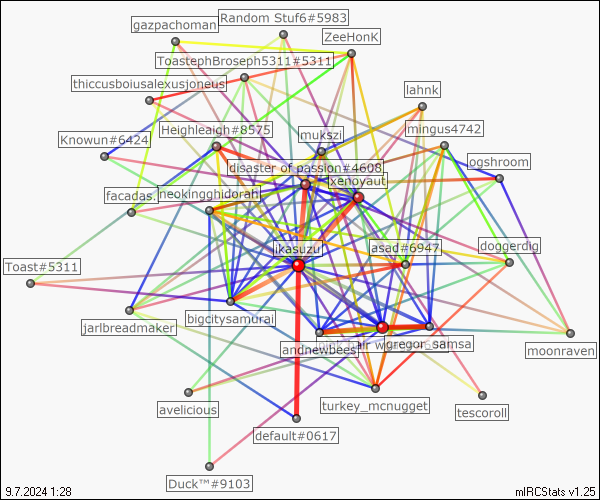 Random Stuf6#5983
gazpachoman
ZeeHonK
ToastephBroseph5311#5311
thiccusboiusalexusjoneus
lahnk
Heighleigh#8575
mukszi
mingus4742
Knowun#6424
disaster of passion#4608
ogshroom
xenoyaut
facadas.
neokingghidorah
ikasuzur
asad#6947
doggerdig
Toast#5311
bigcitysamurai
jarlbreadmaker
andnewbees
air w
gregor_samsa
moonraven
avelicious
turkey_mcnugget
tescoroll
default#0617
Duck™#9103
9.7.2024 1:28
mIRCStats v1.25